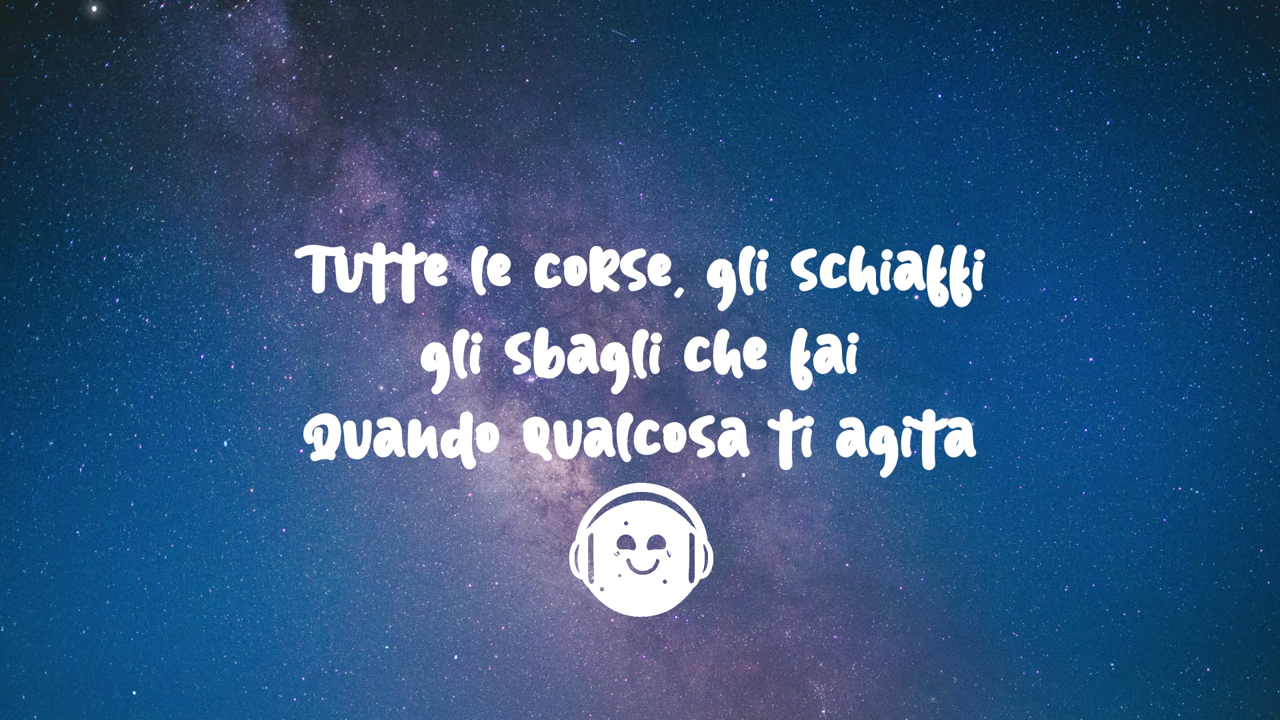 Tutte le corse, gli schiaffi
gli sbagli che fai
Quando qualcosa ti agita